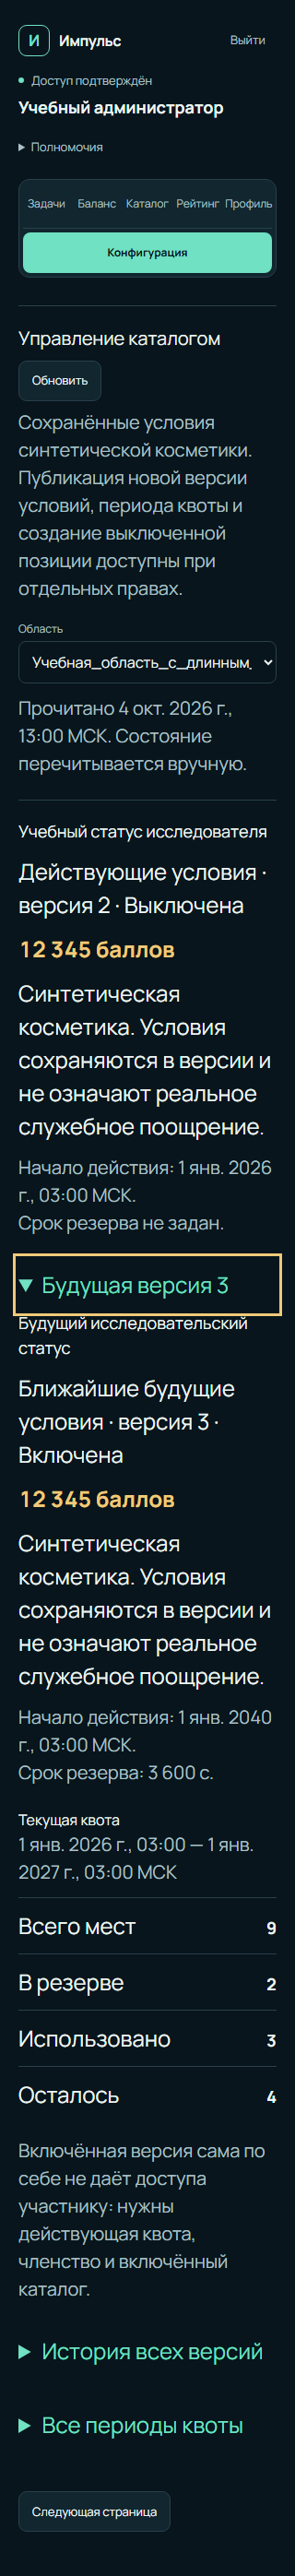 И Импульс Выйти
Доступ подтверждён
Учебный администратор
Полномочия
Задачи Баланс Каталог Рейтинг Профиль
Конфигурация
Управление каталогом
Обновить
Сохранённые условия
синтетической косметики.
Публикация новой версии
условий, периода квоты и
создание выключенной
позиции доступны при
отдельных правах.
Область
Учебная_область_с_длинным_
Прочитано 4 окт. 2026 г.,
13:00 МСК. Состояние
перечитывается вручную.
Учебный статус исследователя
Действующие условия ·
версия 2 · Выключена
12 345 баллов
Синтетическая
косметика. Условия
сохраняются в версии и
не означают реальное
служебное поощрение.
Начало действия: 1 янв. 2026
г., 03:00 МСК.
Срок резерва не задан.
Будущая версия 3
Будущий исследовательский
статус
Ближайшие будущие
условия · версия 3 ·
Включена
12 345 баллов
Синтетическая
косметика. Условия
сохраняются в версии и
не означают реальное
служебное поощрение.
Начало действия: 1 янв. 2040
г., 03:00 МСК.
Срок резерва: 3 600 с.
Текущая квота
1 янв. 2026 г., 03:00 — 1 янв.
2027 г., 03:00 МСК
Всего мест 9
В резерве 2
Использовано 3
Осталось 4
Включённая версия сама по
себе не даёт доступа
участнику: нужны
действующая квота,
членство и включённый
каталог.
История всех версий
Все периоды квоты
Следующая страница